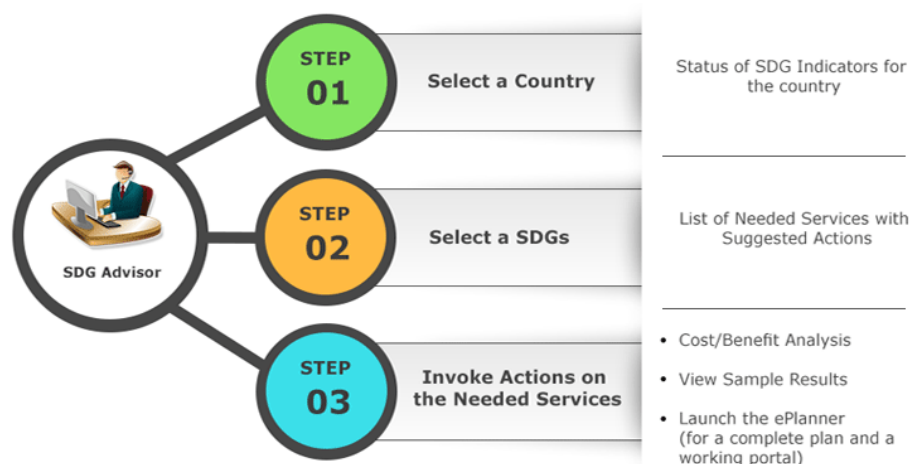 STEP
01
Select a Country
Status of SDG Indicators for
the country
SDG Advisor
STEP
02
Select a SDGs
List of Needed Services with
Suggested Actions
STEP
03
Invoke Actions on
the Needed Services
• Cost/Benefit Analysis
• View Sample Results
• Launch the ePlanner
(for a complete plan and a
working portal)